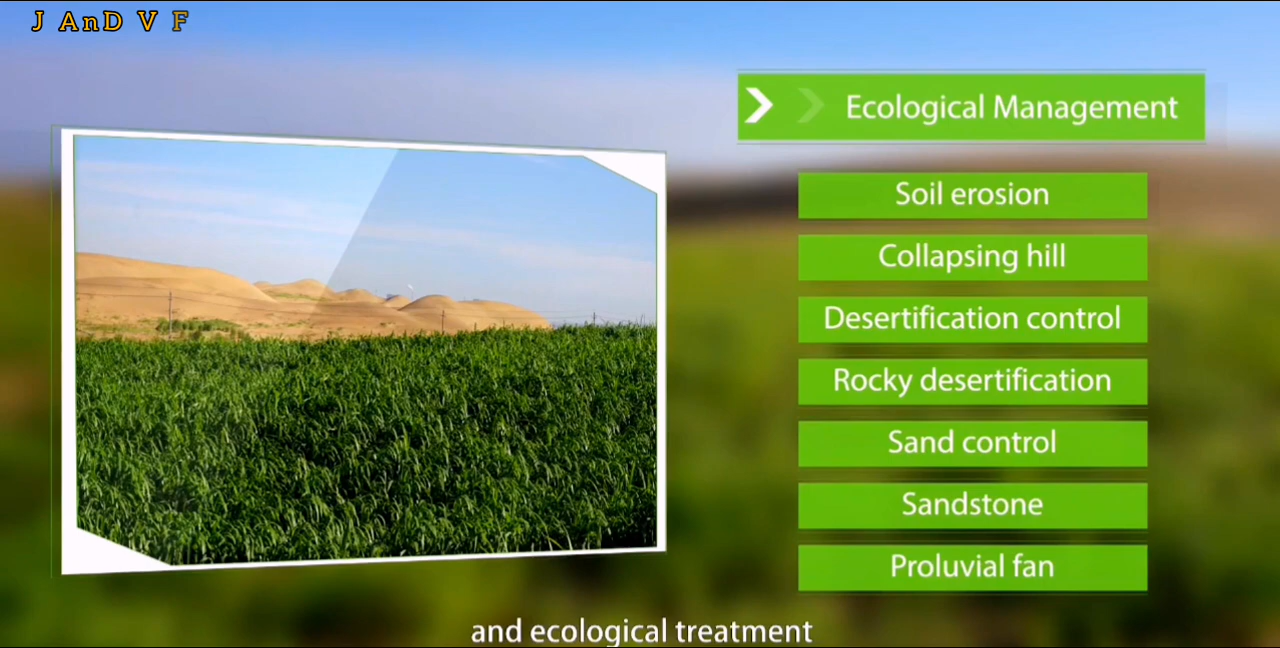 J AnD V F
Ecological Management
Soil erosion
Collapsing hill
Desertification control
Rocky desertification
Sand control
Sandstone
Proluvial fan
and ecological treatment